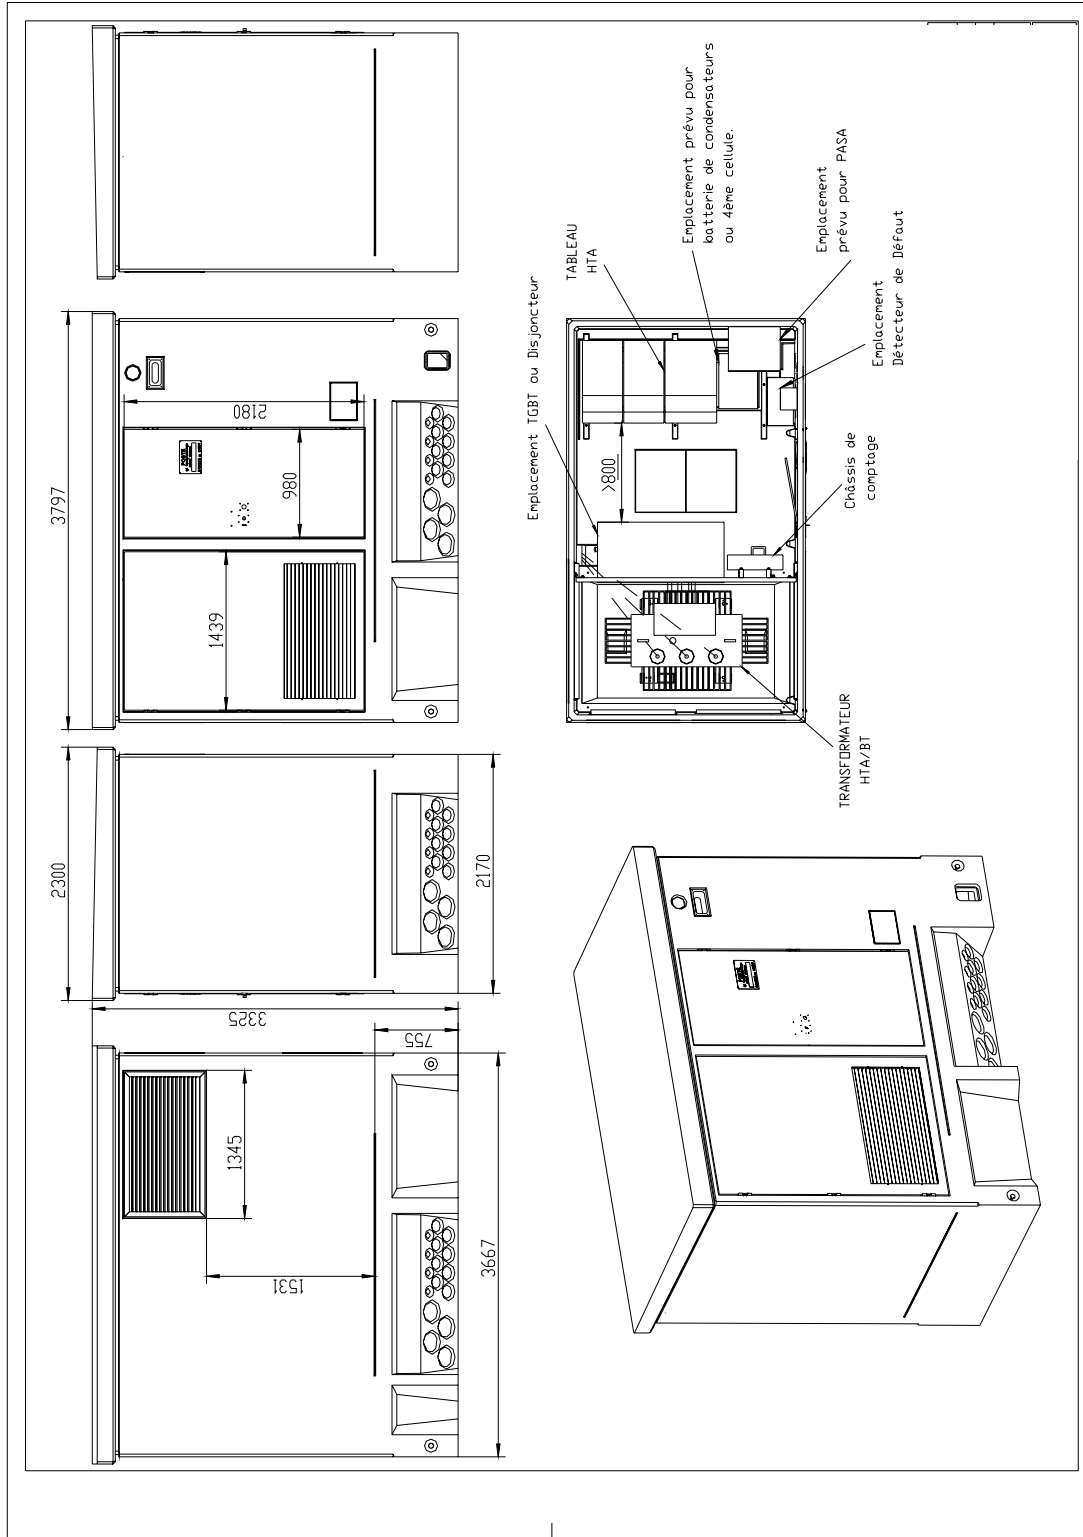 3797
2180
980
1439
2300
2170
3325
755
1345
1531
3667
Emplacement TGBT ou Disjoncteur
TABLEAU
HTA
Emplacement prévu pour
batterie de condensateurs
ou 4ème cellule.
Emplacement
prévu pour PASA
Emplacement
Détecteur de Défaut
Châssis de
comptage
>800
TRANSFORMATEUR
HTA/BT